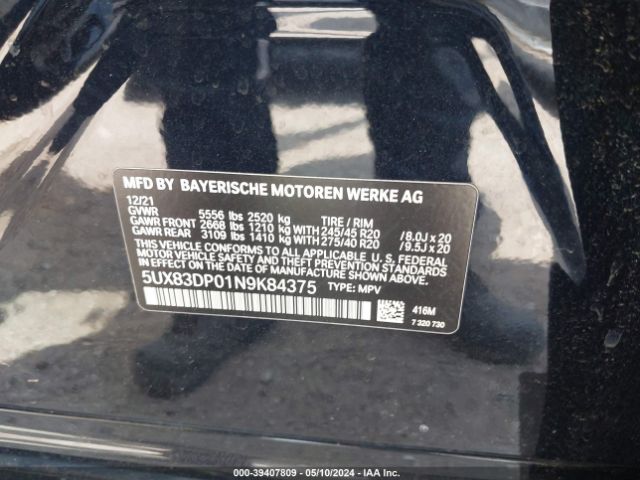 MFD BY BAYERISCHE MOTOREN WERKE AG
12/21
GVWR 5556 lbs 2520 kg TIRE / RIM
GAWR FRONT 2668 lbs 1210 kg WITH 245/45 R20 /8.0J x 20
GAWR REAR 3109 lbs 1410 kg WITH 275/40 R20 /9.5J x 20
THIS VEHICLE CONFORMS TO ALL APPLICABLE U.S. FEDERAL
MOTOR VEHICLE SAFETY, BUMPER, AND THEFT PREVENTION
STANDARDS IN EFFECT ON THE DATE OF MANUFACTURE SHOWN ABOVE.
5UX83DP01N9K84375 TYPE: MPV
416M
7 320 730
000-39407809 - 05/10/2024 - IAA Inc.